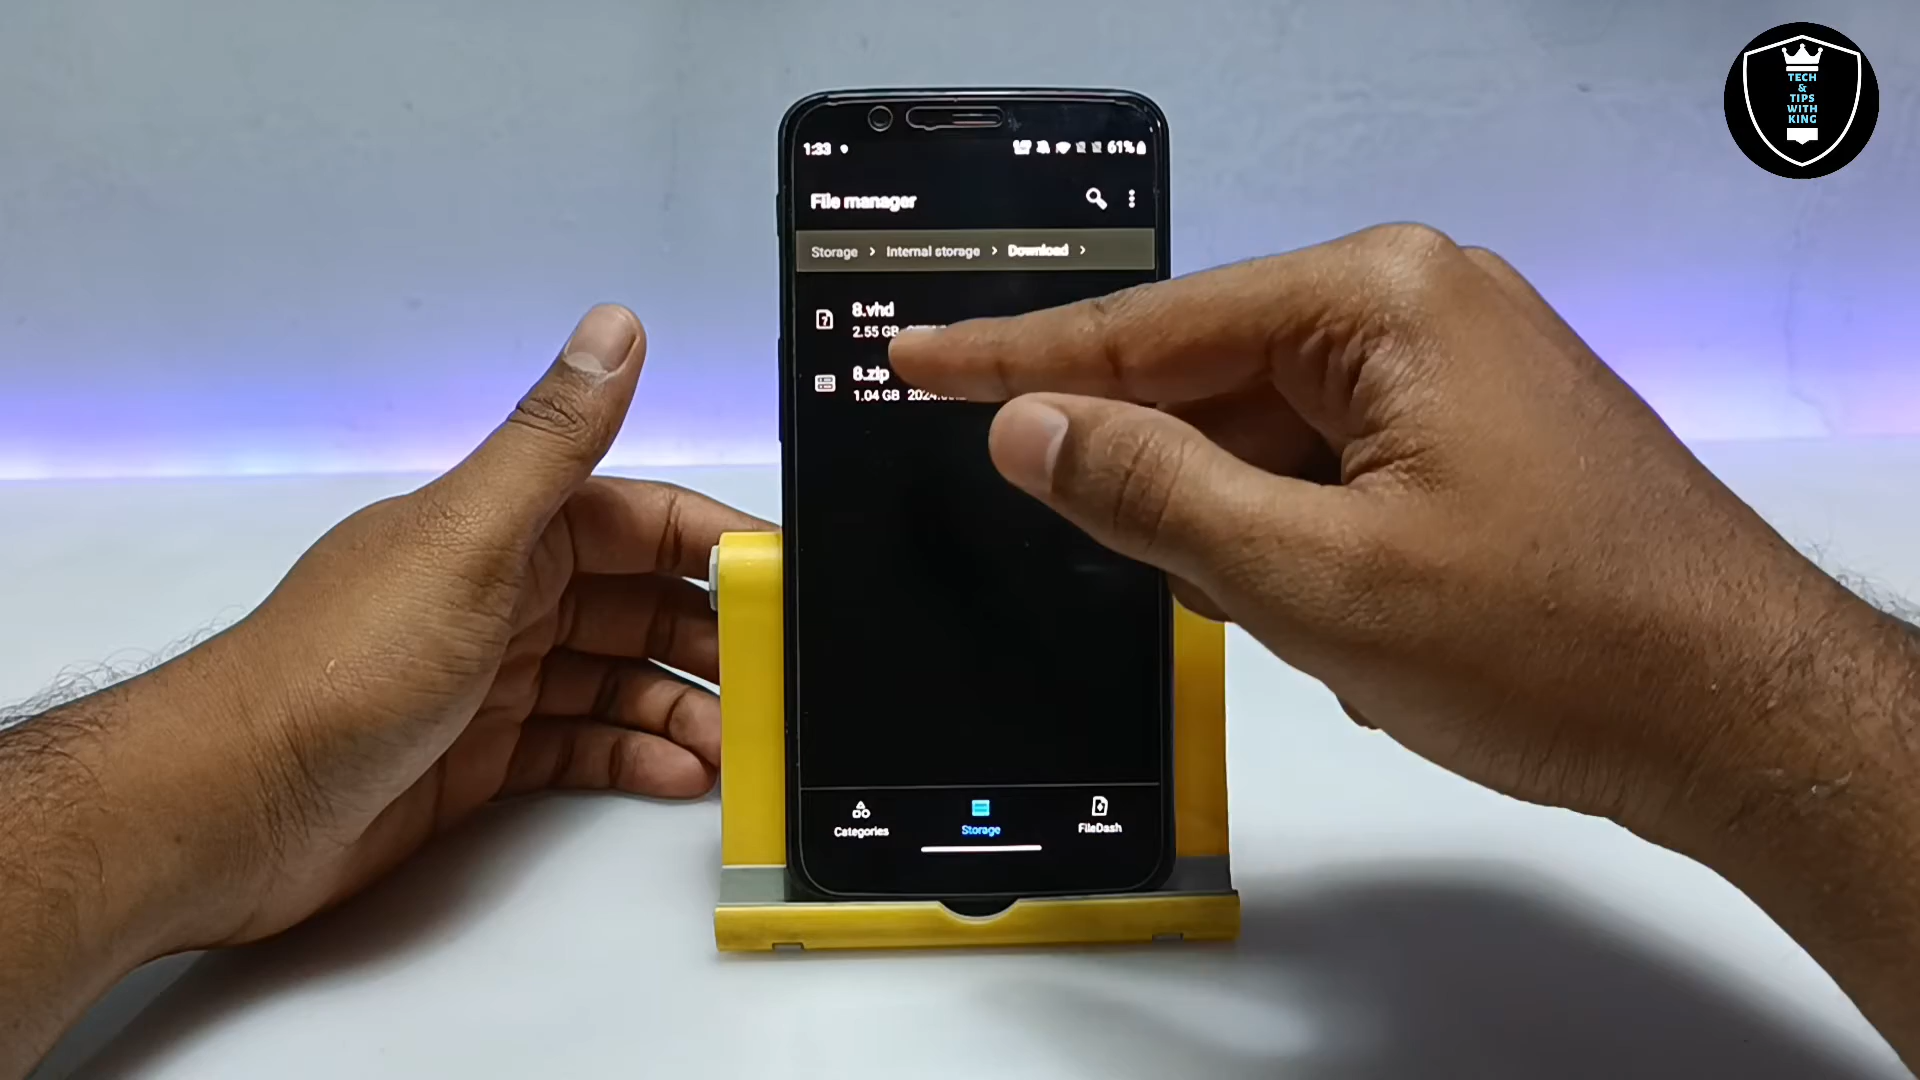 TECH
&
TIPS
WITH
KING
1:33 61%
File manager
Storage > Internal storage > Download >
8.vhd
2.55 GB
8.zip
1.04 GB
Categories
Storage
FileDash